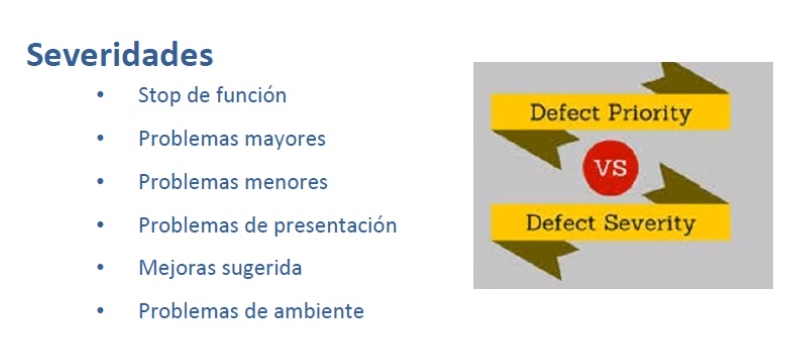 Severidades
• Stop de función
• Problemas mayores
• Problemas menores
• Problemas de presentación
• Mejoras sugerida
• Problemas de ambiente
Defect Priority
VS
Defect Severity